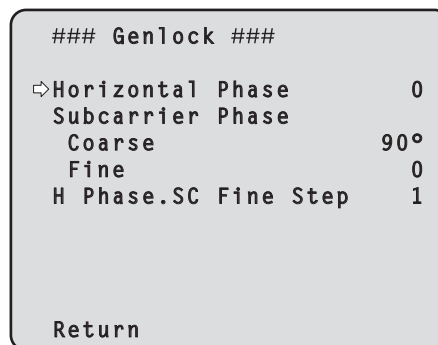 ### Genlock ###
⇨Horizontal Phase 0
Subcarrier Phase
Coarse 90°
Fine 0
H Phase.SC Fine Step 1
Return